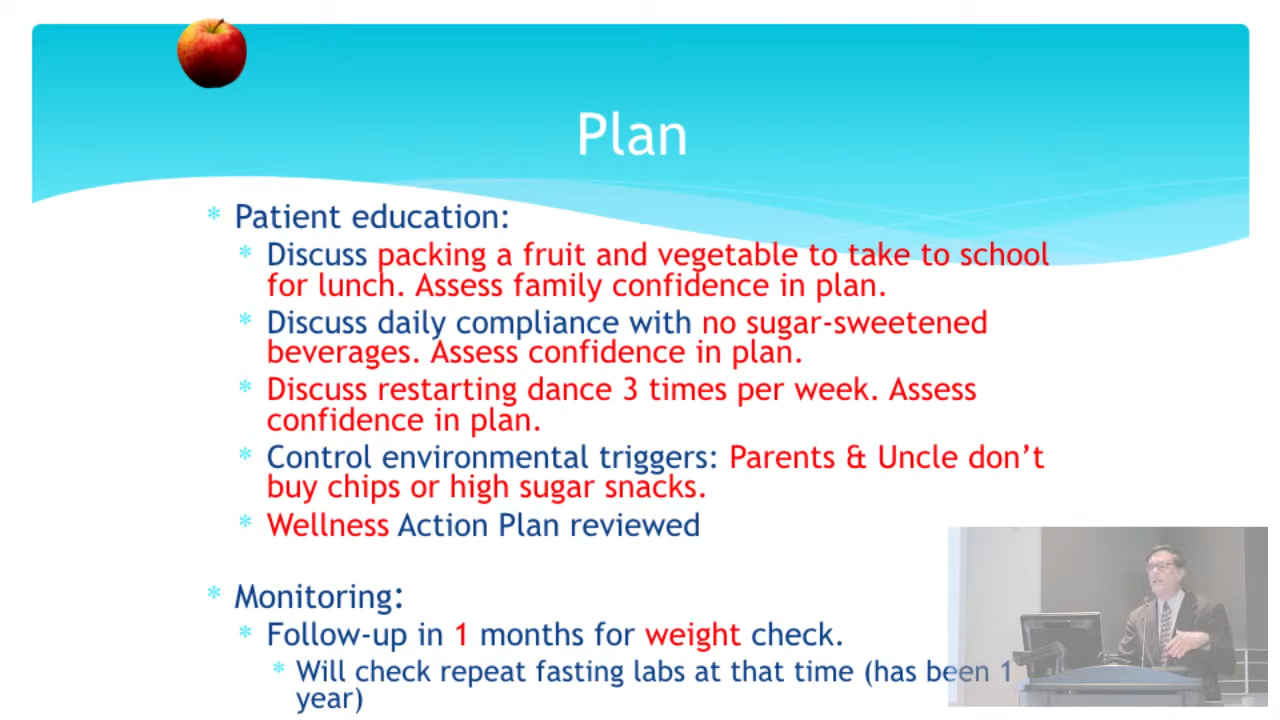 Plan
* Patient education:
* Discuss packing a fruit and vegetable to take to school
for lunch. Assess family confidence in plan.
* Discuss daily compliance with no sugar-sweetened
beverages. Assess confidence in plan.
* Discuss restarting dance 3 times per week. Assess
confidence in plan.
* Control environmental triggers: Parents & Uncle don't
buy chips or high sugar snacks.
* Wellness Action Plan reviewed
* Monitoring:
* Follow-up in 1 months for weight check.
* Will check repeat fasting labs at that time (has been 1
year)